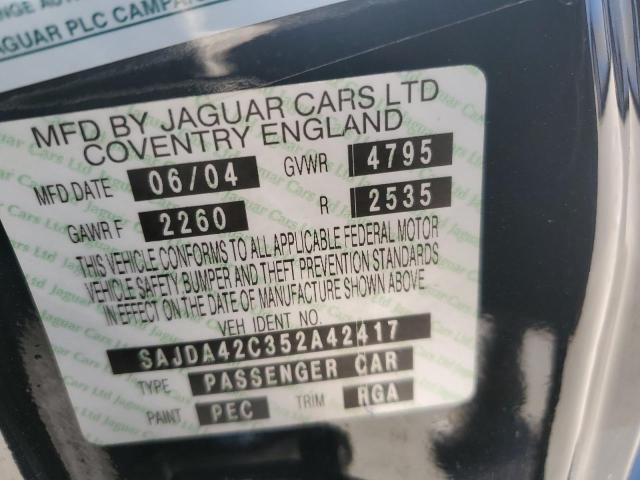 JAGUAR PLC CAMPA
MFD BY JAGUAR CARS LTD
COVENTRY ENGLAND
MFD DATE 06/04 GVWR 4795
GAWR F 2260 R 2535
THIS VEHICLE CONFORMS TO ALL APPLICABLE FEDERAL MOTOR
VEHICLE SAFETY BUMPER AND THEFT PREVENTION STANDARDS
IN EFFECT ON THE DATE OF MANUFACTURE SHOWN ABOVE
VEH IDENT NO.
SAJDA42C352A42417
TYPE PASSENGER CAR
PAINT PEC TRIM RGA